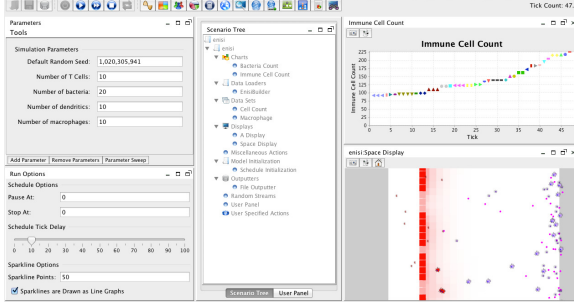 Tick Count: 47.
Parameters
Tools
Simulation Parameters
Default Random Seed: 1,020,305,941
Number of T Cells: 10
Number of bacteria: 20
Number of dendritics: 10
Number of macrophages: 10
Add Parameter Remove Parameters Parameter Sweep
Run Options
Schedule Options
Pause At: 0
Stop At: 0
Schedule Tick Delay
0 10 20 30 40 50 60 70 80 90 100
Sparkline Options
Sparkline Points: 50
Sparklines are Drawn as Line Graphs
Scenario Tree
enisi
enisi
Charts
Bacteria Count
Immune Cell Count
Data Loaders
EnisiBuilder
Data Sets
Cell Count
Macrophage
Displays
A Display
Space Display
Miscellaneous Actions
Model Initialization
Schedule Initialization
Outputters
File Outputter
Random Streams
User Panel
User Specified Actions
Scenario Tree User Panel
Immune Cell Count
Immune Cell Count
Immune Cell Count
225
200
175
150
125
100
75
50
25
0
0 5 10 15 20 25 30 35 40 45
Tick
enisi:Space Display